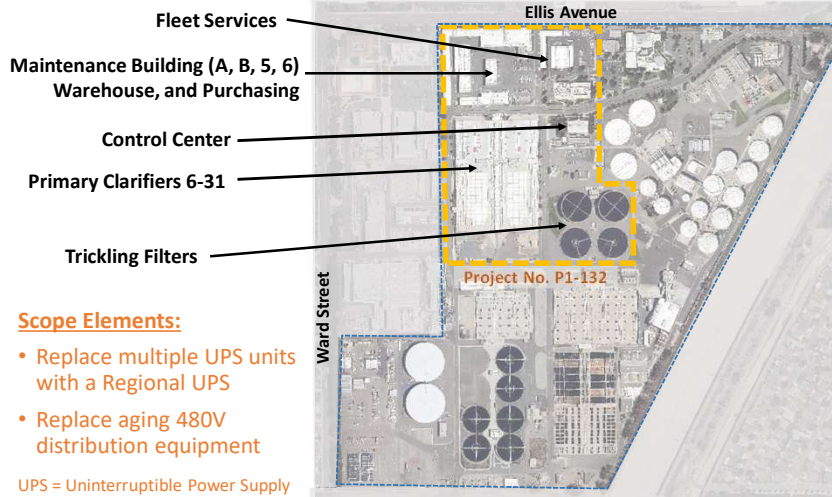 Ellis Avenue
Fleet Services
Maintenance Building (A, B, 5, 6)
Warehouse, and Purchasing
Control Center
Primary Clarifiers 6-31
Trickling Filters
Project No. P1-132
Ward Street
Scope Elements:
• Replace multiple UPS units
with a Regional UPS
• Replace aging 480V
distribution equipment
UPS = Uninterruptible Power Supply